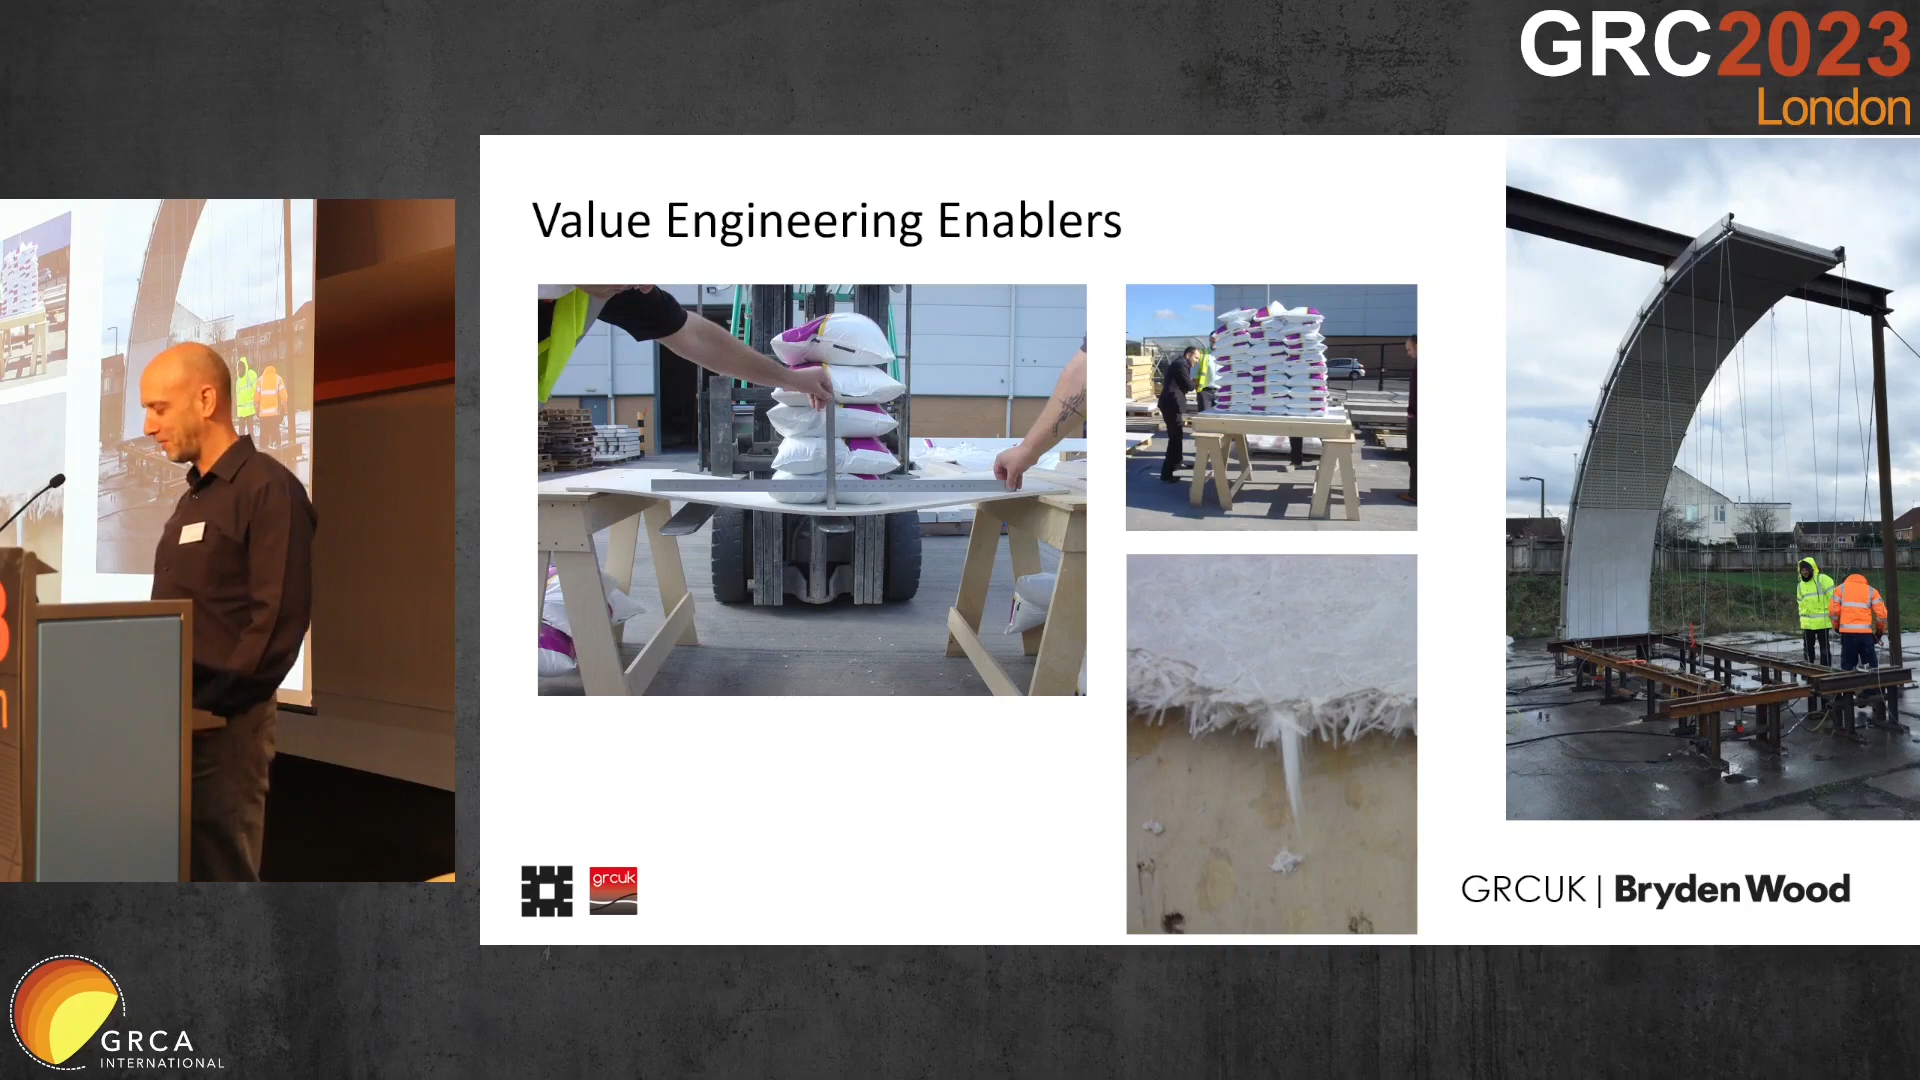 GRC2023
London
Value Engineering Enablers
grcuk
GRCUK | Bryden Wood
GRCA
INTERNATIONAL